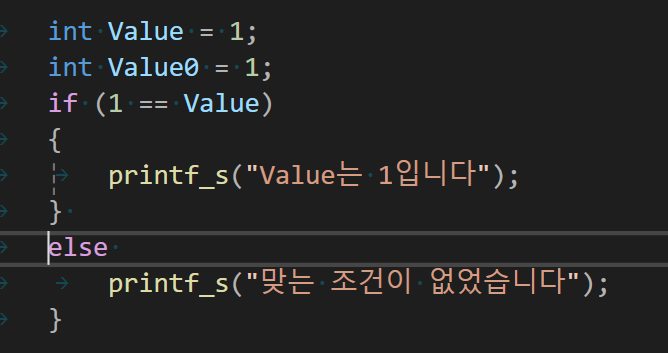 int Value = 1;
int Value0 = 1;
if (1 == Value)
{
printf_s("Value는 1입니다");
}
else
printf_s("맞는 조건이 없었습니다");
}